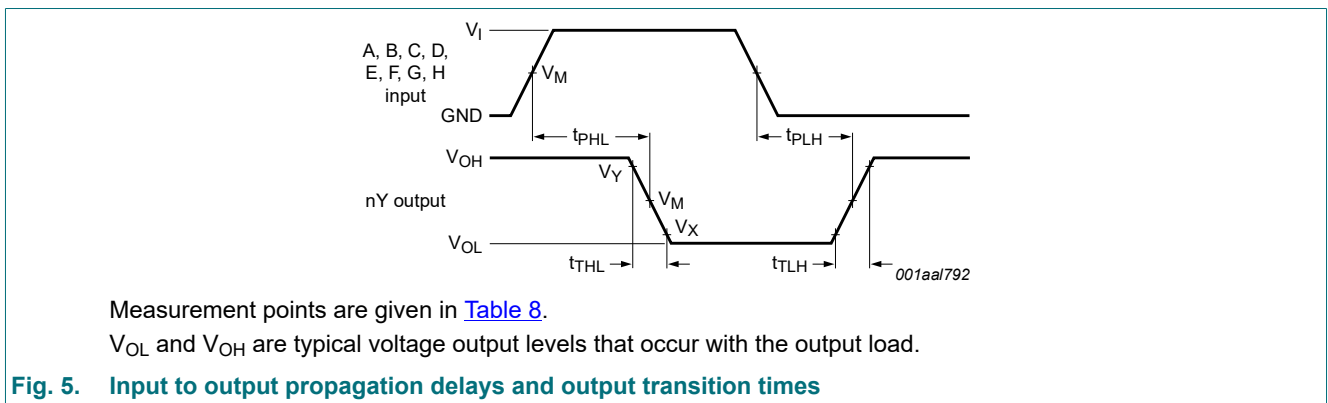 V_I
A, B, C, D,
E, F, G, H
input
V_M
GND
t_PHL
t_PLH
V_OH
V_Y
nY output
V_M
V_X
V_OL
t_THL
t_TLH
001aal792
Measurement points are given in Table 8.
V_OL and V_OH are typical voltage output levels that occur with the output load.
Fig. 5. Input to output propagation delays and output transition times